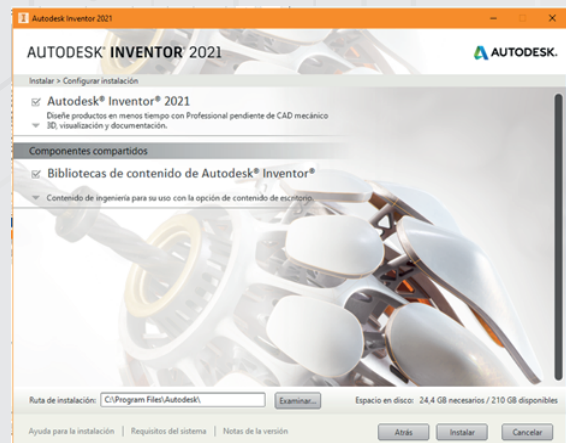 Autodesk Inventor 2021
AUTODESK® INVENTOR® 2021
AUTODESK.
Instalar > Configurar instalación
Autodesk® Inventor® 2021
Diseñe productos en menos tiempo con Professional pendiente de CAD mecánico
3D, visualización y documentación.
Componentes compartidos
Bibliotecas de contenido de Autodesk® Inventor®
Contenido de ingeniería para su uso con la opción de contenido de escritorio.
Ruta de instalación: C:\Program Files\Autodesk\ Examinar... Espacio en disco: 24,4 GB necesarios / 210 GB disponibles
Ayuda para la instalación | Requisitos del sistema | Notas de la versión Atrás Instalar Cancelar